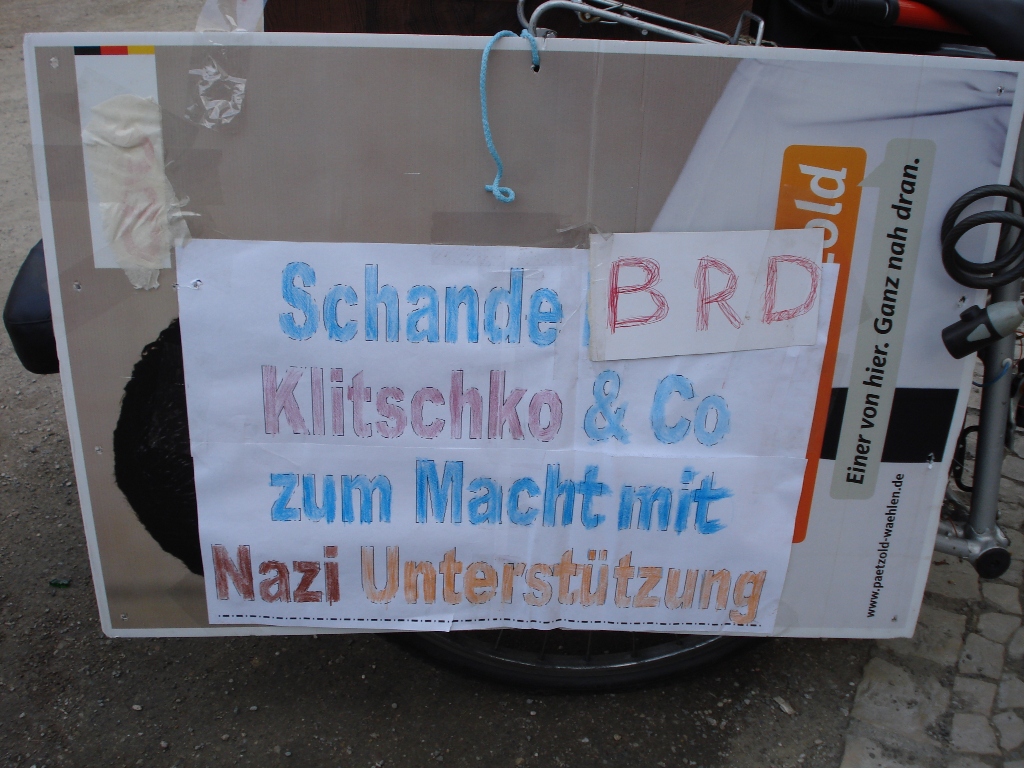 Schande BRD
Klitschko & Co
zum Macht mit
Nazi Unterstützung
old
Einer von hier. Ganz nah dran.
www.paetzold-waehlen.de